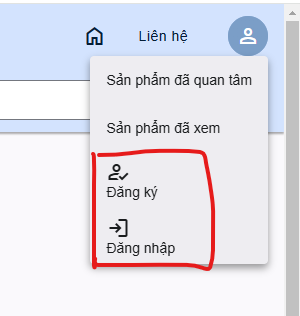 Liên hệ
Sản phẩm đã quan tâm
Sản phẩm đã xem
Đăng ký
Đăng nhập